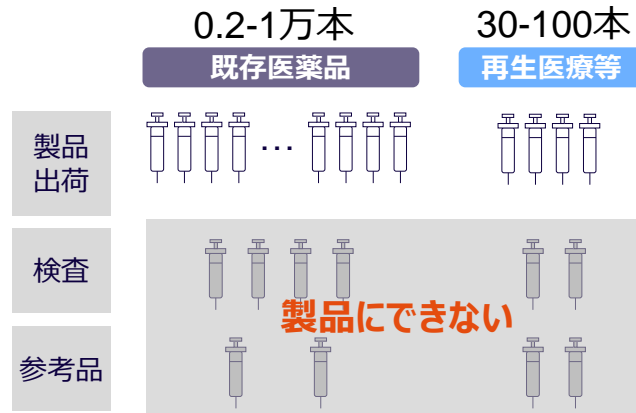 0.2-1万本
30-100本
既存医薬品
再生医療等
製品
出荷
…
検査
製品にできない
参考品